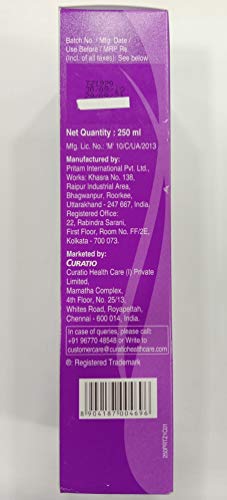 Batch No. / Mfg. Date /
Use Before / MRP Rs.
(Incl. of all taxes): See below
Net Quantity : 250 ml
Mfg. Lic. No.: 'M' 10/C/UA/2013
Manufactured by:
Pritam International Pvt. Ltd.,
Works: Khasra No. 138,
Raipur Industrial Area,
Bhagwanpur, Roorkee,
Uttarakhand - 247 667, India.
Registered Office:
22, Rabindra Sarani,
First Floor, Room No. FF/2E,
Kolkata - 700 073.
Marketed by:
CURATIO
Curatio Health Care (I) Private
Limited,
Mamatha Complex,
4th Floor, No. 25/13,
Whites Road, Royapettah,
Chennai - 600 014, India.
In case of queries, please call:
+91 96770 48548 or Write to
customercare@curatiohealthcare.com
®: Registered Trademark
8904187004696